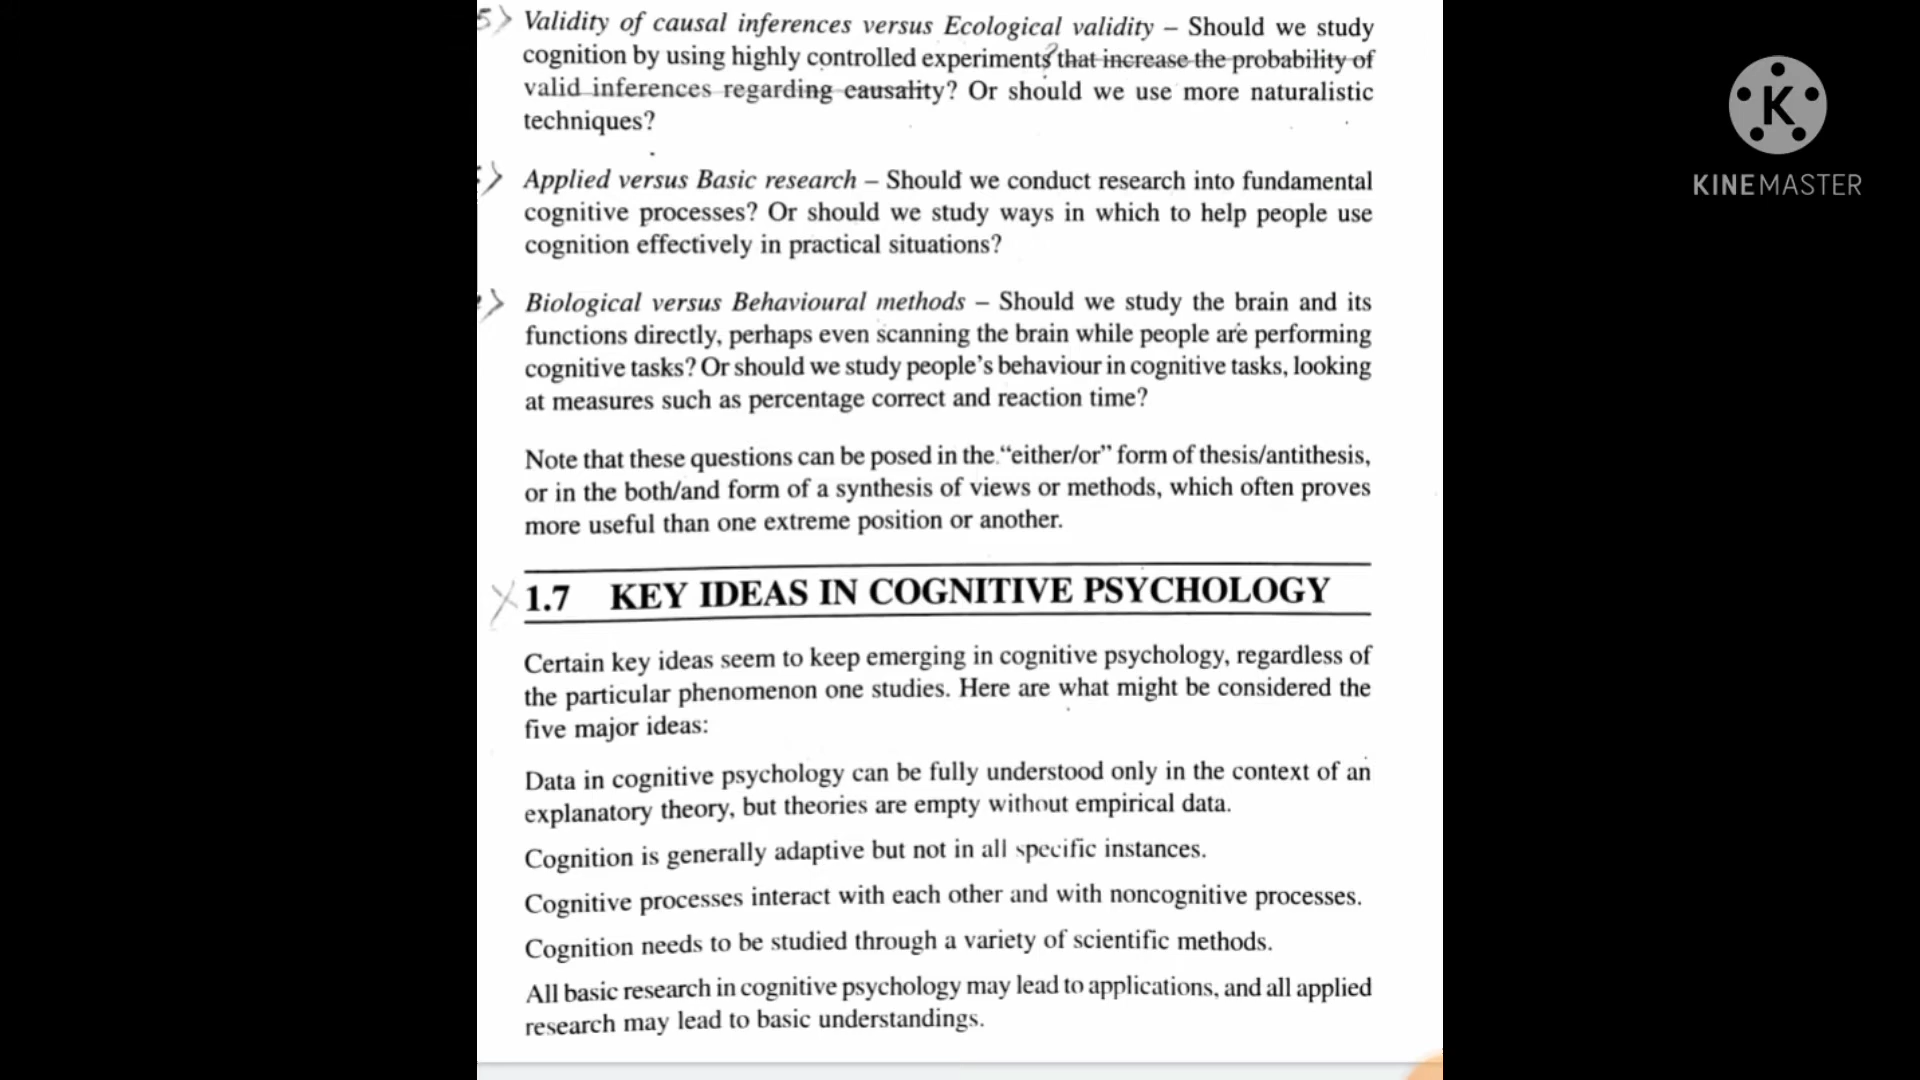 5> Validity of causal inferences versus Ecological validity – Should we study
cognition by using highly controlled experiments? that increase the probability of
valid inferences regarding causality? Or should we use more naturalistic
techniques?
Applied versus Basic research – Should we conduct research into fundamental
cognitive processes? Or should we study ways in which to help people use
cognition effectively in practical situations?
Biological versus Behavioural methods – Should we study the brain and its
functions directly, perhaps even scanning the brain while people are performing
cognitive tasks? Or should we study people's behaviour in cognitive tasks, looking
at measures such as percentage correct and reaction time?
Note that these questions can be posed in the "either/or" form of thesis/antithesis,
or in the both/and form of a synthesis of views or methods, which often proves
more useful than one extreme position or another.
1.7 KEY IDEAS IN COGNITIVE PSYCHOLOGY
Certain key ideas seem to keep emerging in cognitive psychology, regardless of
the particular phenomenon one studies. Here are what might be considered the
five major ideas:
Data in cognitive psychology can be fully understood only in the context of an
explanatory theory, but theories are empty without empirical data.
Cognition is generally adaptive but not in all specific instances.
Cognitive processes interact with each other and with noncognitive processes.
Cognition needs to be studied through a variety of scientific methods.
All basic research in cognitive psychology may lead to applications, and all applied
research may lead to basic understandings.
K
KINEMASTER